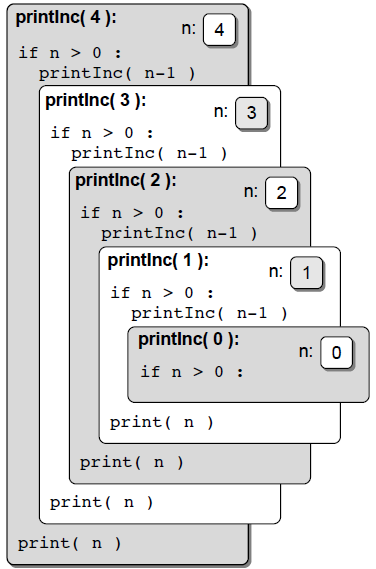 printInc( 4 ):
n: 4
if n > 0 :
printInc( n-1 )
printInc( 3 ):
n: 3
if n > 0 :
printInc( n-1 )
printInc( 2 ):
n: 2
if n > 0 :
printInc( n-1 )
printInc( 1 ):
n: 1
if n > 0 :
printInc( n-1 )
printInc( 0 ):
n: 0
if n > 0 :
print( n )
print( n )
print( n )
print( n )